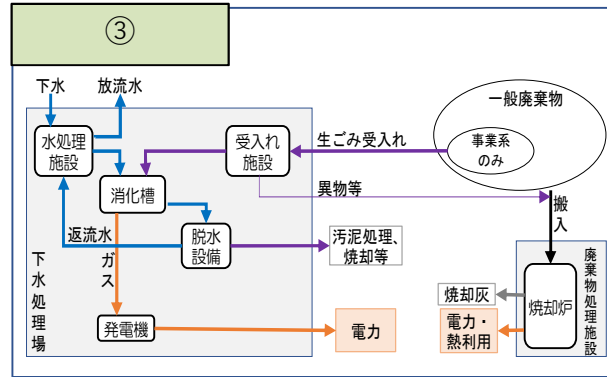 ③
下水
放流水
一般廃棄物
事業系
のみ
水処理
施設
受入れ
施設
生ごみ受入れ
消化槽
異物等
搬入
返流水
脱水
設備
汚泥処理、
焼却等
ガス
下水処理場
発電機
電力
焼却灰
電力・
熱利用
焼却炉
廃棄物処理施設